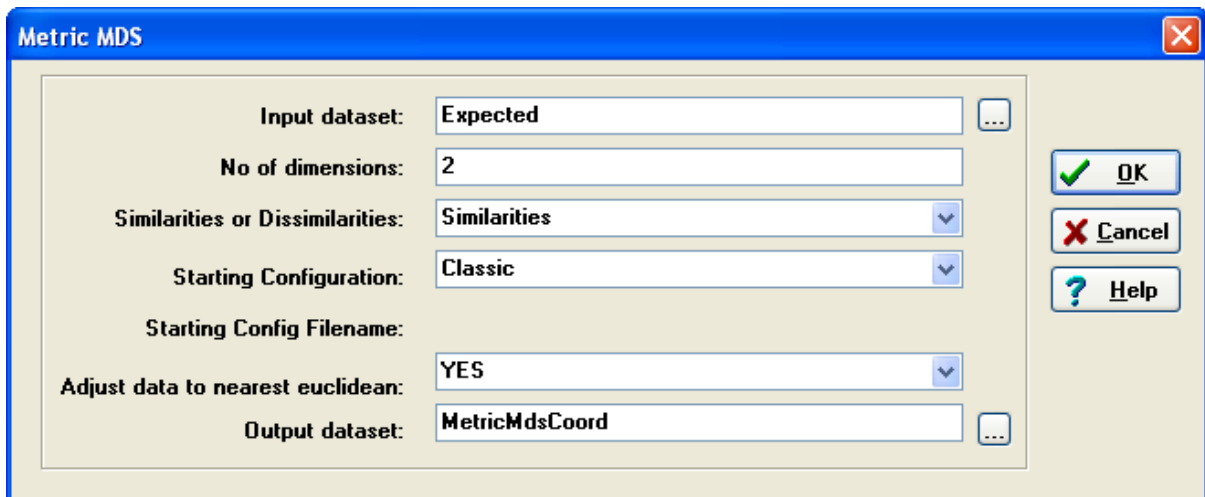 Metric MDS
Input dataset: Expected ...
No of dimensions: 2
Similarities or Dissimilarities: Similarities
Starting Configuration: Classic
Starting Config Filename:
Adjust data to nearest euclidean: YES
Output dataset: MetricMdsCoord ...
OK
Cancel
? Help